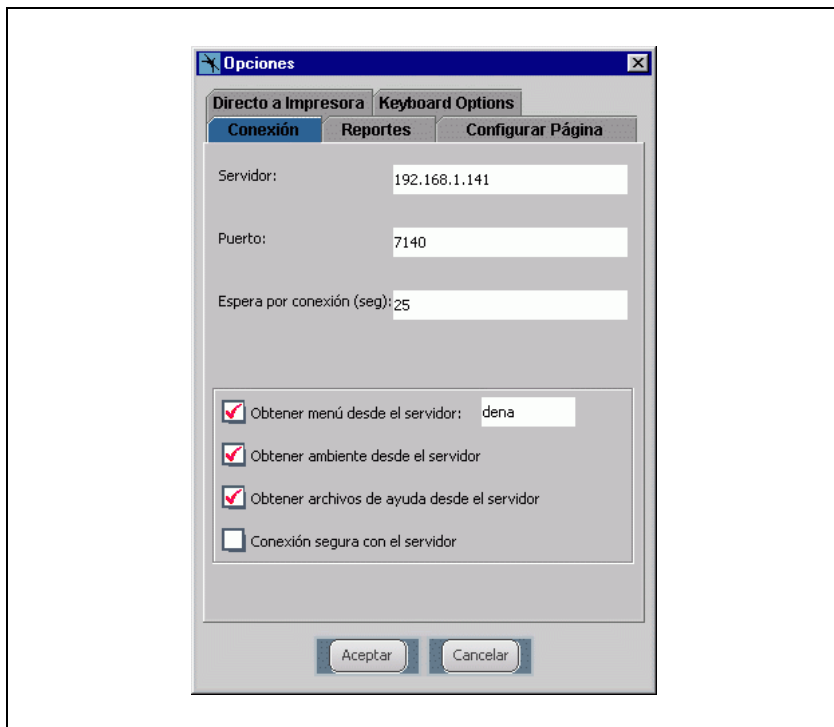 Opciones
Directo a Impresora Keyboard Options
Conexión Reportes Configurar Página
Servidor: 192.168.1.141
Puerto: 7140
Espera por conexión (seg): 25
Obtener menú desde el servidor: dena
Obtener ambiente desde el servidor
Obtener archivos de ayuda desde el servidor
Conexión segura con el servidor
Aceptar Cancelar